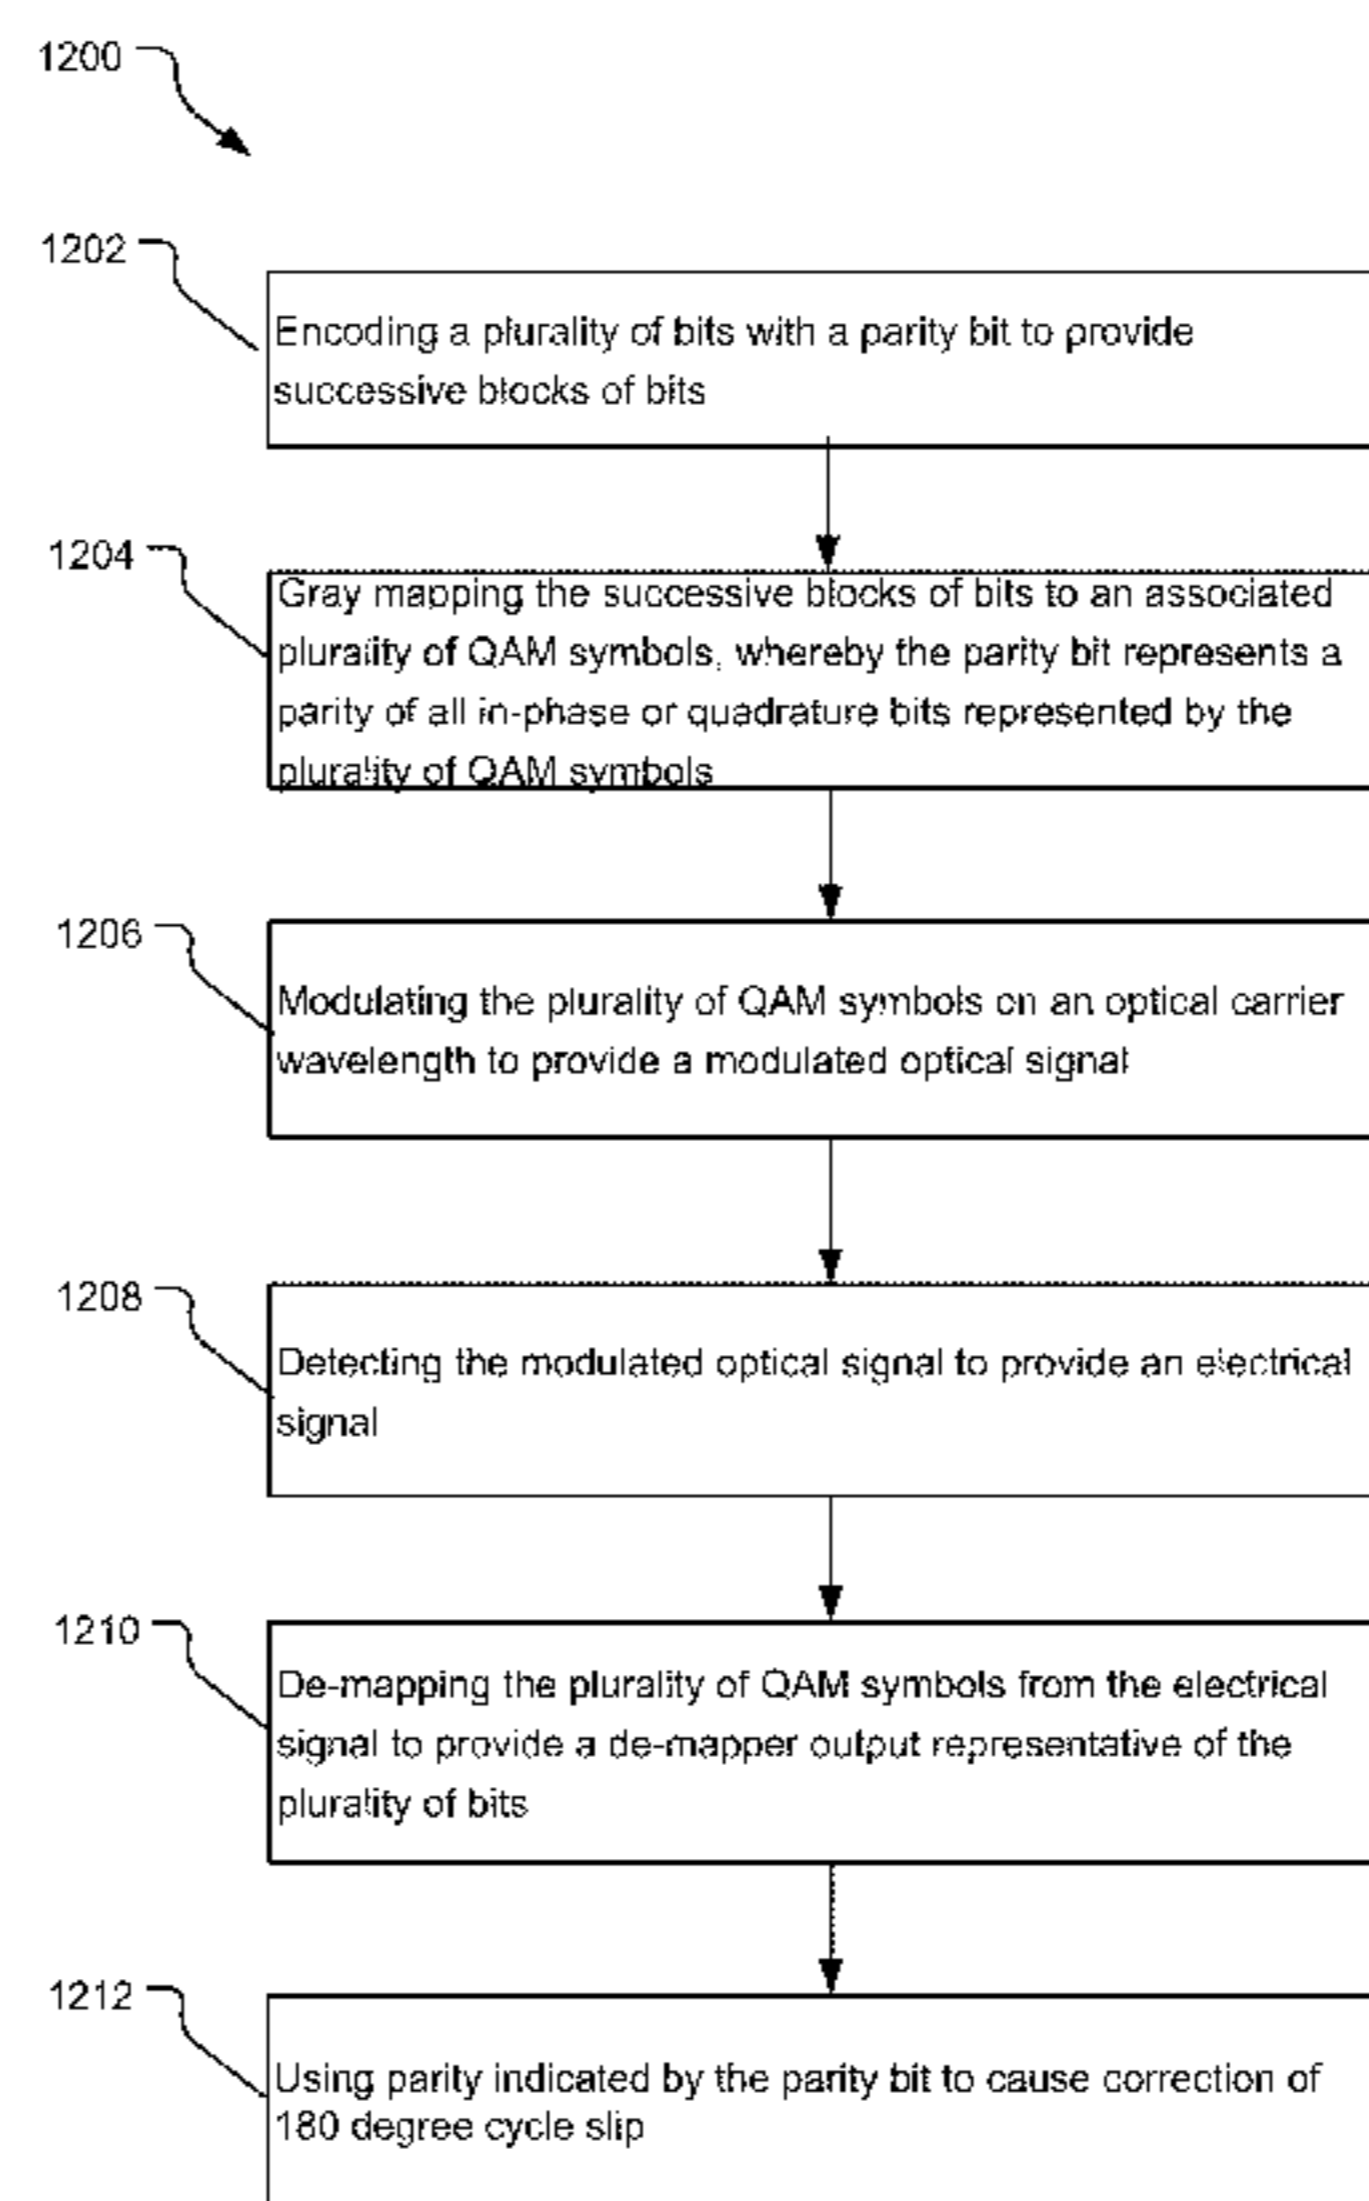 1200
1202
Encoding a plurality of bits with a parity bit to provide
successive blocks of bits
1204
Gray mapping the successive blocks of bits to an associated
plurality of QAM symbols, whereby the parity bit represents a
parity of all in-phase or quadrature bits represented by the
plurality of QAM symbols
1206
Modulating the plurality of QAM symbols on an optical carrier
wavelength to provide a modulated optical signal
1208
Detecting the modulated optical signal to provide an electrical
signal
1210
De-mapping the plurality of QAM symbols from the electrical
signal to provide a de-mapper output representative of the
plurality of bits
1212
Using parity indicated by the parity bit to cause correction of
180 degree cycle slip